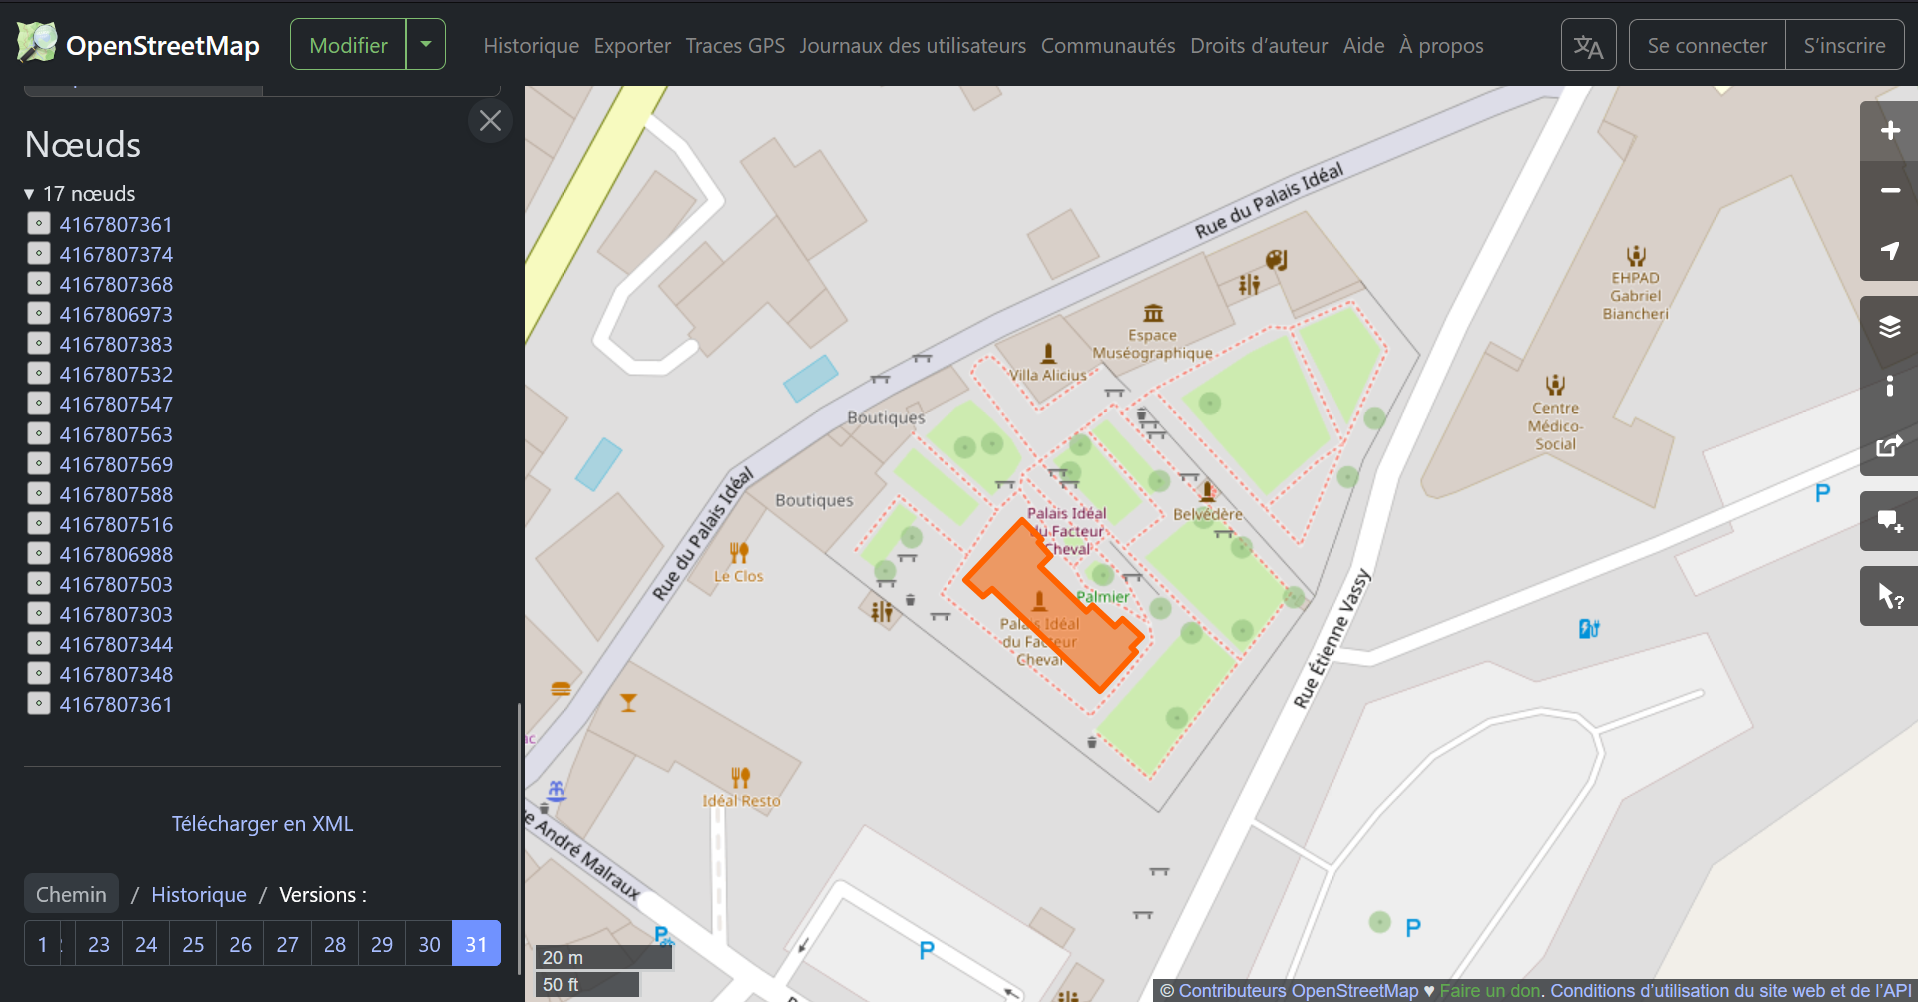 OpenStreetMap
Modifier
Historique
Exporter
Traces GPS
Journaux des utilisateurs
Communautés
Droits d’auteur
Aide
À propos
Se connecter
S’inscrire
Nœuds
▼ 17 nœuds
4167807361
4167807374
4167807368
4167806973
4167807383
4167807532
4167807547
4167807563
4167807569
4167807588
4167807516
4167806988
4167807503
4167807303
4167807344
4167807348
4167807361
Télécharger en XML
Chemin / Historique / Versions :
1
23
24
25
26
27
28
29
30
31
Rue du Palais Idéal
EHPAD
Gabriel
Biancheri
Espace
Muséographique
Villa Alicius
Boutiques
Centre
Médico-
Social
Boutiques
Rue du Palais Idéal
Palais Idéal
du Facteur
Cheval
Belvédère
P
Le Clos
Palmier
Palais Idéal
du Facteur
Cheval
Rue Étienne Vassy
Idéal Resto
André Malraux
P
P
P
20 m
50 ft
© Contributeurs OpenStreetMap ♥ Faire un don. Conditions d’utilisation du site web et de l’API